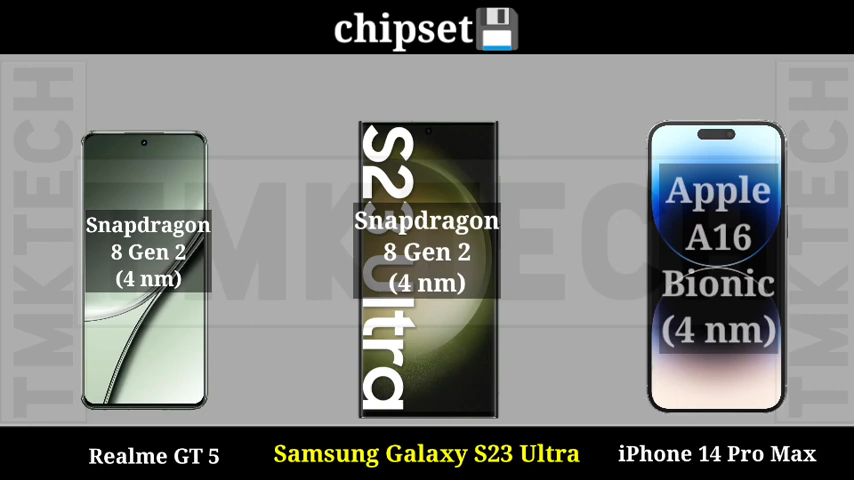 chipset💾
TMKTECH
TMKTECH
TMKTECH
S23 Ultra
Snapdragon
8 Gen 2
(4 nm)
Snapdragon
8 Gen 2
(4 nm)
Apple
A16
Bionic
(4 nm)
Realme GT 5
Samsung Galaxy S23 Ultra
iPhone 14 Pro Max